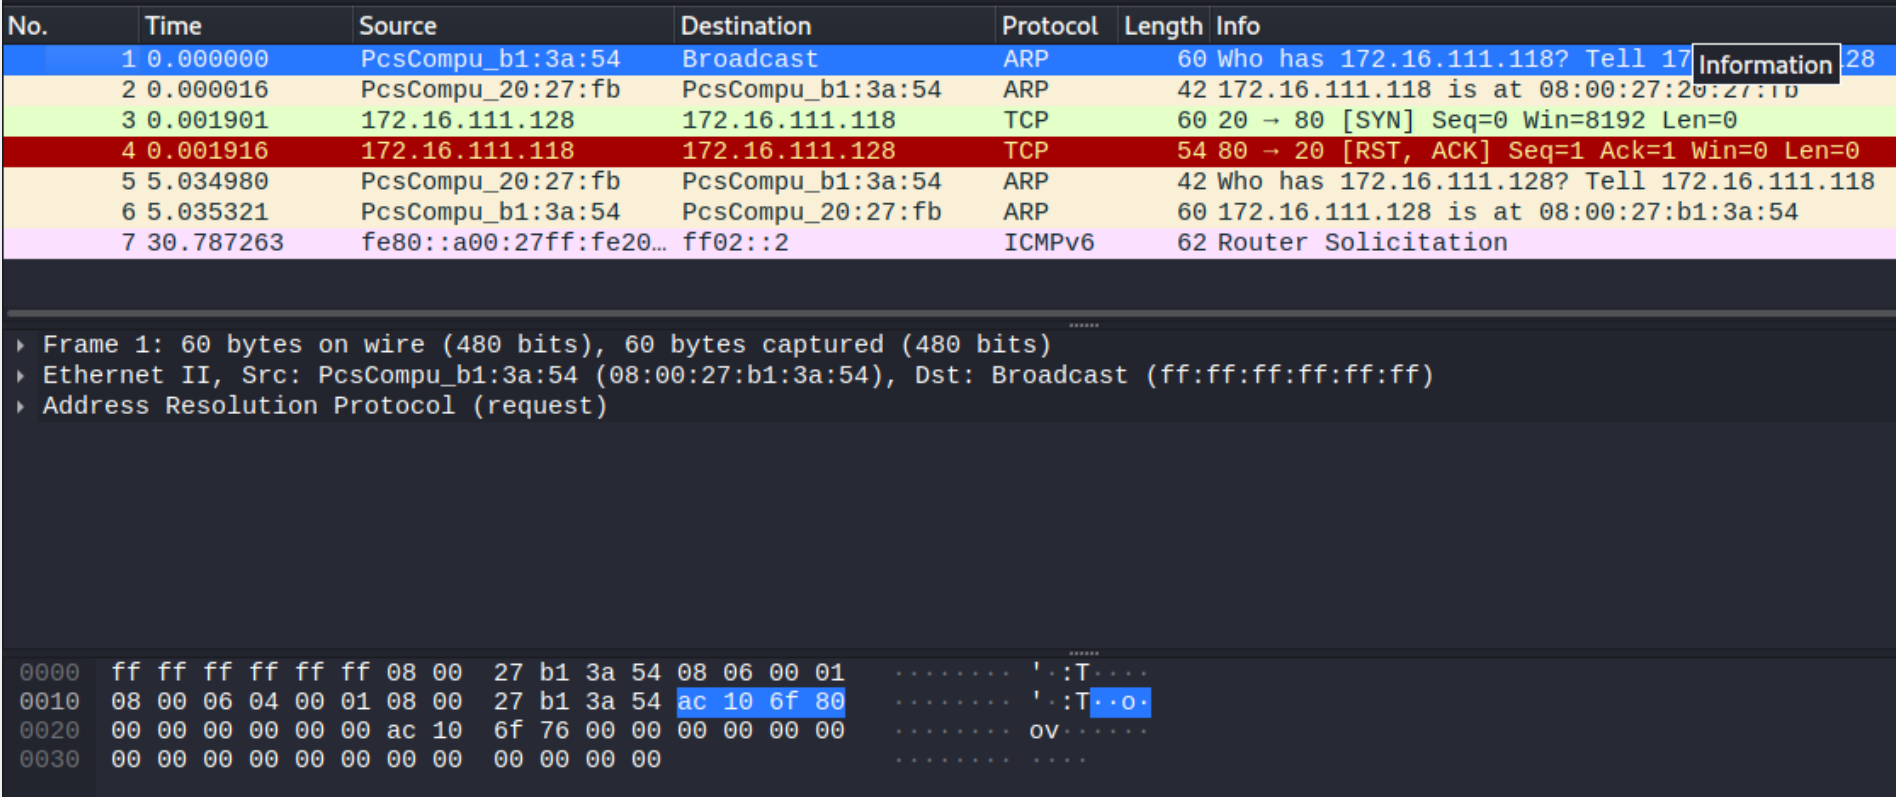 No. Time Source Destination Protocol Length Info
1 0.000000 PcsCompu_b1:3a:54 Broadcast ARP 60 Who has 172.16.111.118? Tell 17 Information 28
2 0.000016 PcsCompu_20:27:fb PcsCompu_b1:3a:54 ARP 42 172.16.111.118 is at 08:00:27:20:27:fb
3 0.001901 172.16.111.128 172.16.111.118 TCP 60 20 → 80 [SYN] Seq=0 Win=8192 Len=0
4 0.001916 172.16.111.118 172.16.111.128 TCP 54 80 → 20 [RST, ACK] Seq=1 Ack=1 Win=0 Len=0
5 5.034980 PcsCompu_20:27:fb PcsCompu_b1:3a:54 ARP 42 Who has 172.16.111.128? Tell 172.16.111.118
6 5.035321 PcsCompu_b1:3a:54 PcsCompu_20:27:fb ARP 60 172.16.111.128 is at 08:00:27:b1:3a:54
7 30.787263 fe80::a00:27ff:fe20… ff02::2 ICMPv6 62 Router Solicitation
Frame 1: 60 bytes on wire (480 bits), 60 bytes captured (480 bits)
Ethernet II, Src: PcsCompu_b1:3a:54 (08:00:27:b1:3a:54), Dst: Broadcast (ff:ff:ff:ff:ff:ff)
Address Resolution Protocol (request)
0000 ff ff ff ff ff ff 08 00 27 b1 3a 54 08 06 00 01 ········ '·:T····
0010 08 00 06 04 00 01 08 00 27 b1 3a 54 ac 10 6f 80 ········ '·:T··o·
0020 00 00 00 00 00 00 ac 10 6f 76 00 00 00 00 00 00 ········ ov······
0030 00 00 00 00 00 00 00 00 00 00 00 00 ········ ····